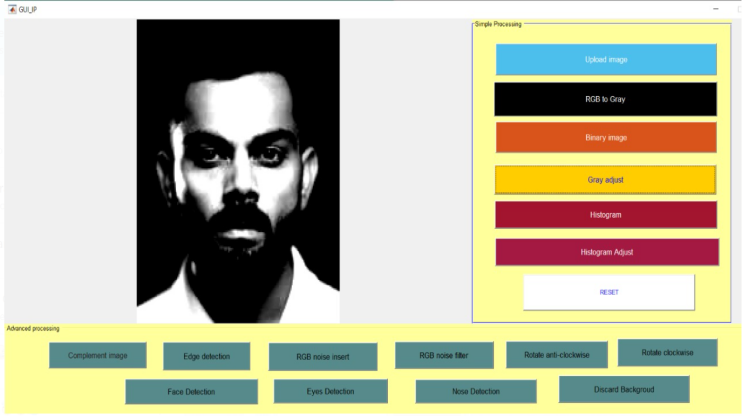 GUI_IP
Simple Processing
Upload image
RGB to Gray
Binary image
Gray adjust
Histogram
Histogram Adjust
RESET
Advanced processing
Complement image
Edge detection
RGB noise insert
RGB noise filler
Rotate anti-clockwise
Rotate clockwise
Face Detection
Eyes Detection
Nose Detection
Discard Backgroud